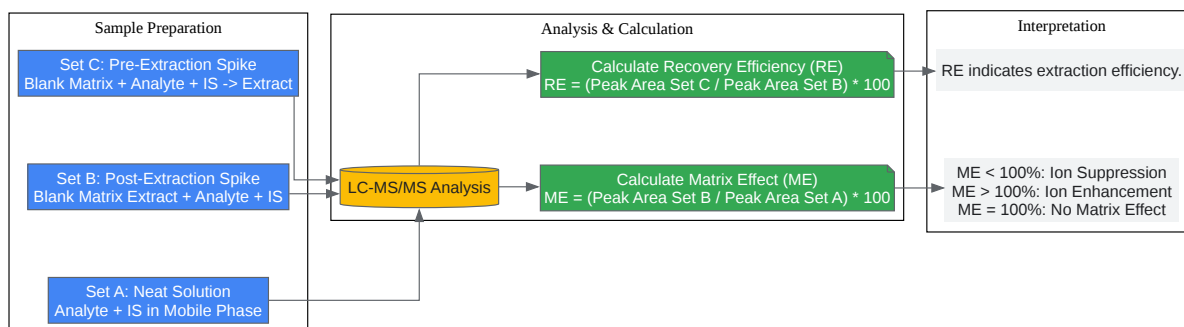 Sample Preparation
Set C: Pre-Extraction Spike
Blank Matrix + Analyte + IS -> Extract
Set B: Post-Extraction Spike
Blank Matrix Extract + Analyte + IS
Set A: Neat Solution
Analyte + IS in Mobile Phase
Analysis & Calculation
LC-MS/MS Analysis
Calculate Recovery Efficiency (RE)
RE = (Peak Area Set C / Peak Area Set B) * 100
Calculate Matrix Effect (ME)
ME = (Peak Area Set B / Peak Area Set A) * 100
Interpretation
RE indicates extraction efficiency.
ME < 100%: Ion Suppression
ME > 100%: Ion Enhancement
ME = 100%: No Matrix Effect